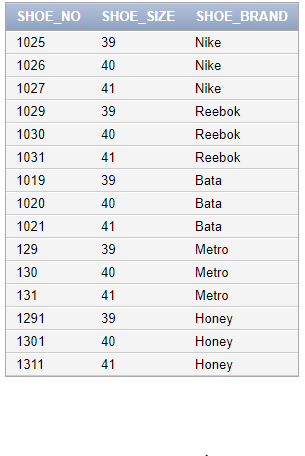 SHOE_NO SHOE_SIZE SHOE_BRAND
1025 39 Nike
1026 40 Nike
1027 41 Nike
1029 39 Reebok
1030 40 Reebok
1031 41 Reebok
1019 39 Bata
1020 40 Bata
1021 41 Bata
129 39 Metro
130 40 Metro
131 41 Metro
1291 39 Honey
1301 40 Honey
1311 41 Honey